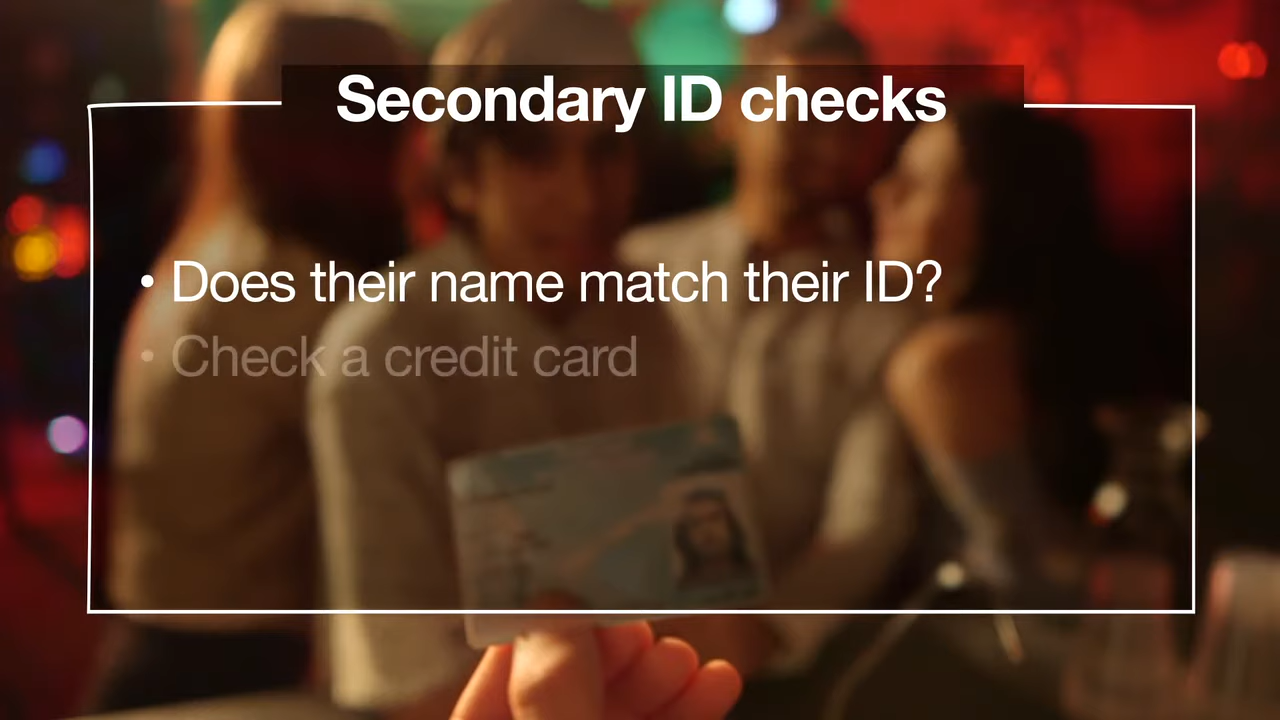 Secondary ID checks
• Does their name match their ID?
• Check a credit card